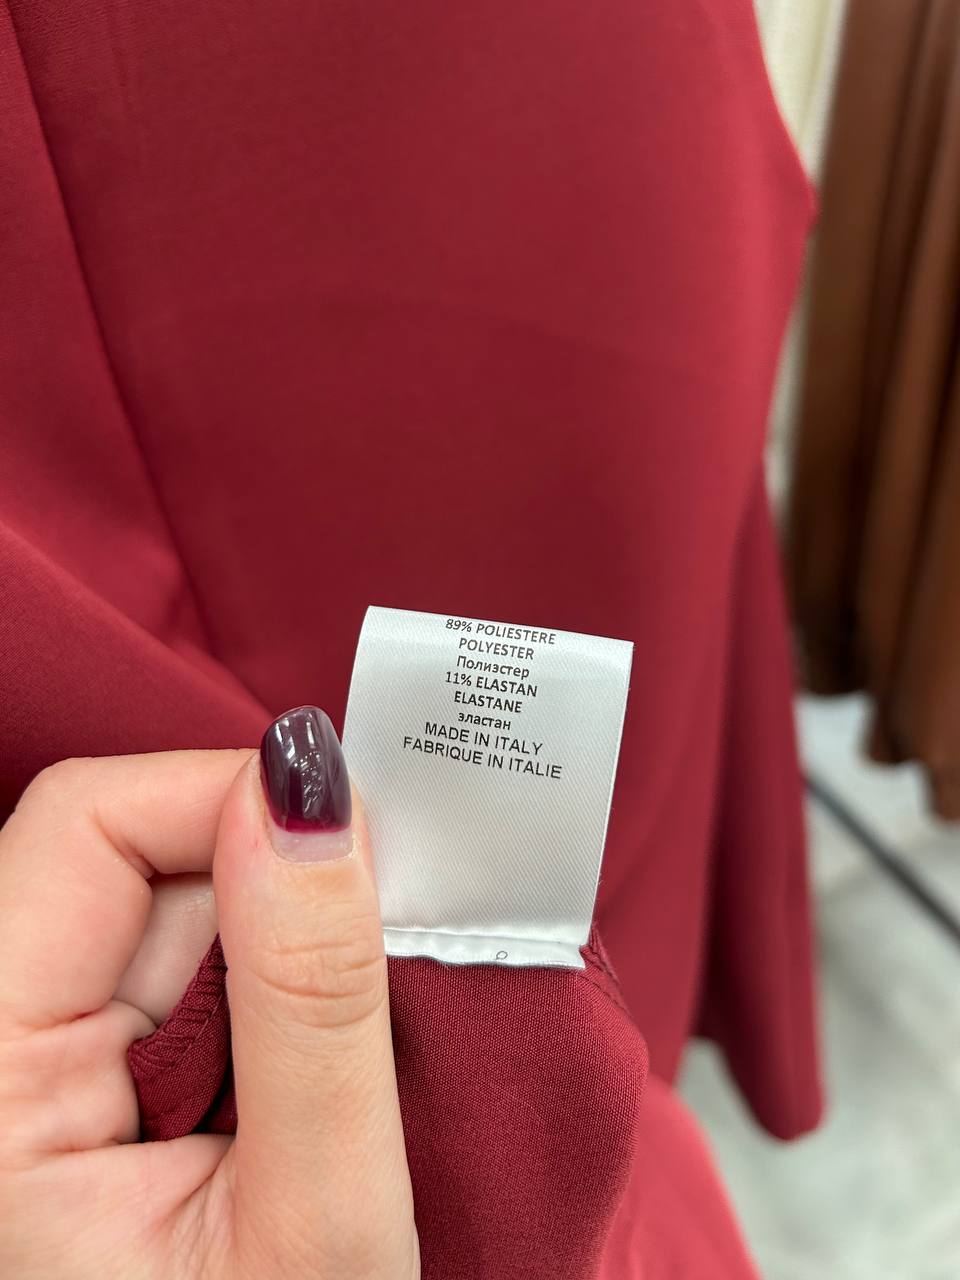 89% POLIESTERE
POLYESTER
Полиэстер
11% ELASTAN
ELASTANE
эластан
MADE IN ITALY
FABRIQUE IN ITALIE